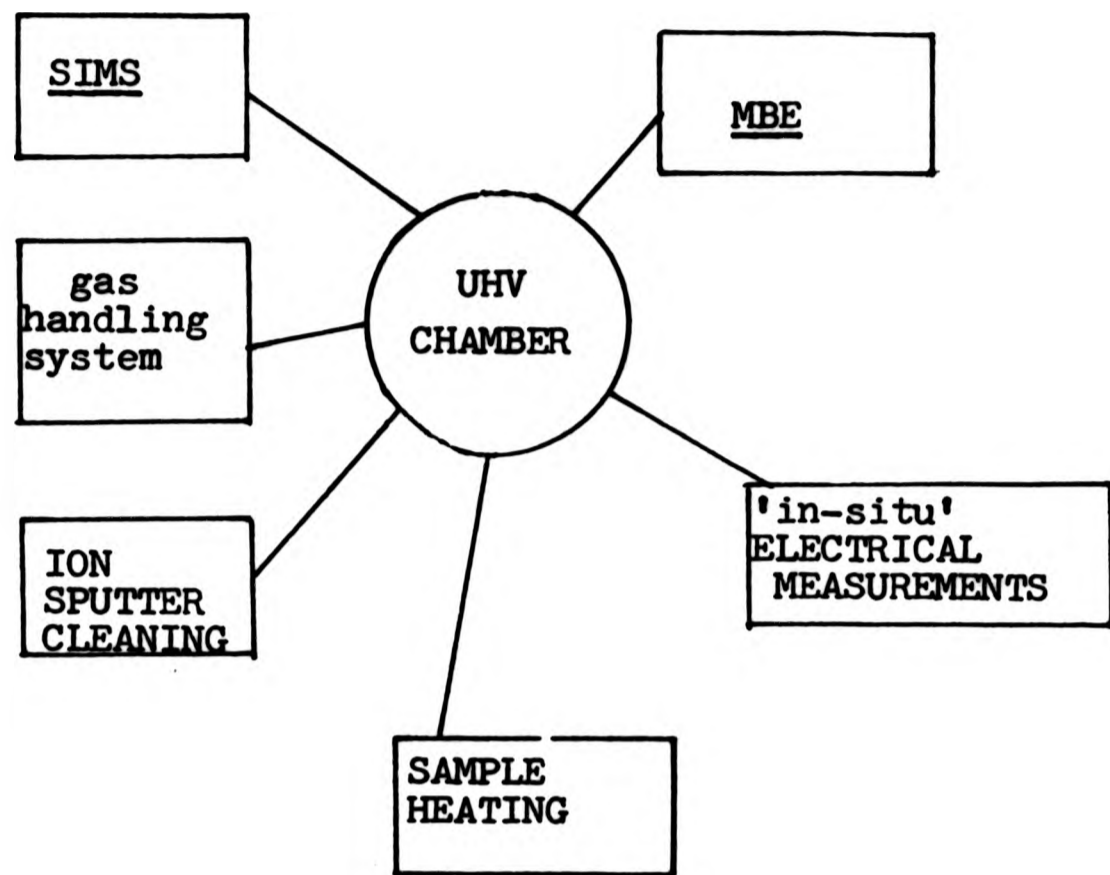 SIMS
MBE
gas
handling
system
UHV
CHAMBER
ION
SPUTTER
CLEANING
'in-situ'
ELECTRICAL
MEASUREMENTS
SAMPLE
HEATING